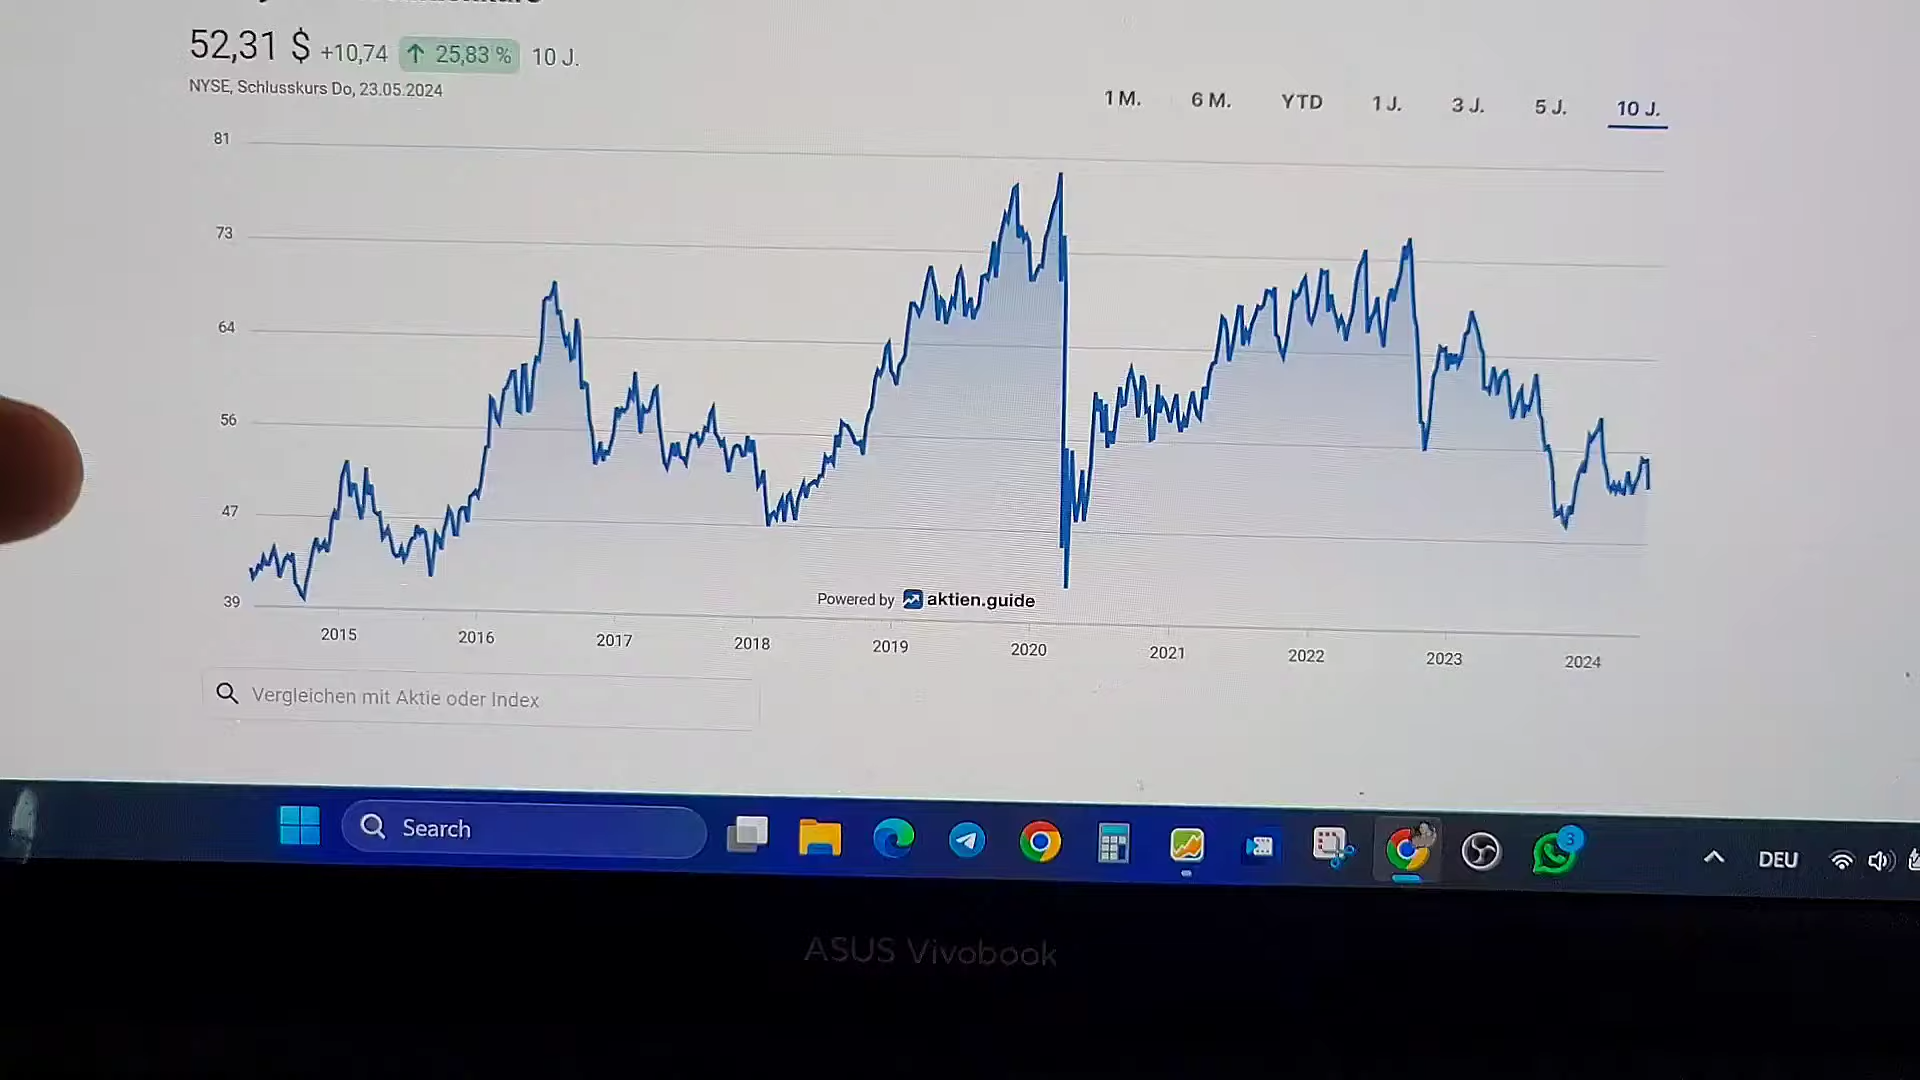 52,31 $ +10,74 ↑ 25,83 % 10 J.
NYSE, Schlusskurs Do, 23.05.2024
1 M. 6 M. YTD 1 J. 3 J. 5 J. 10 J.
81
73
64
56
47
39
Powered by aktien.guide
2015 2016 2017 2018 2019 2020 2021 2022 2023 2024
Vergleichen mit Aktie oder Index
Search
3
DEU
ASUS Vivobook